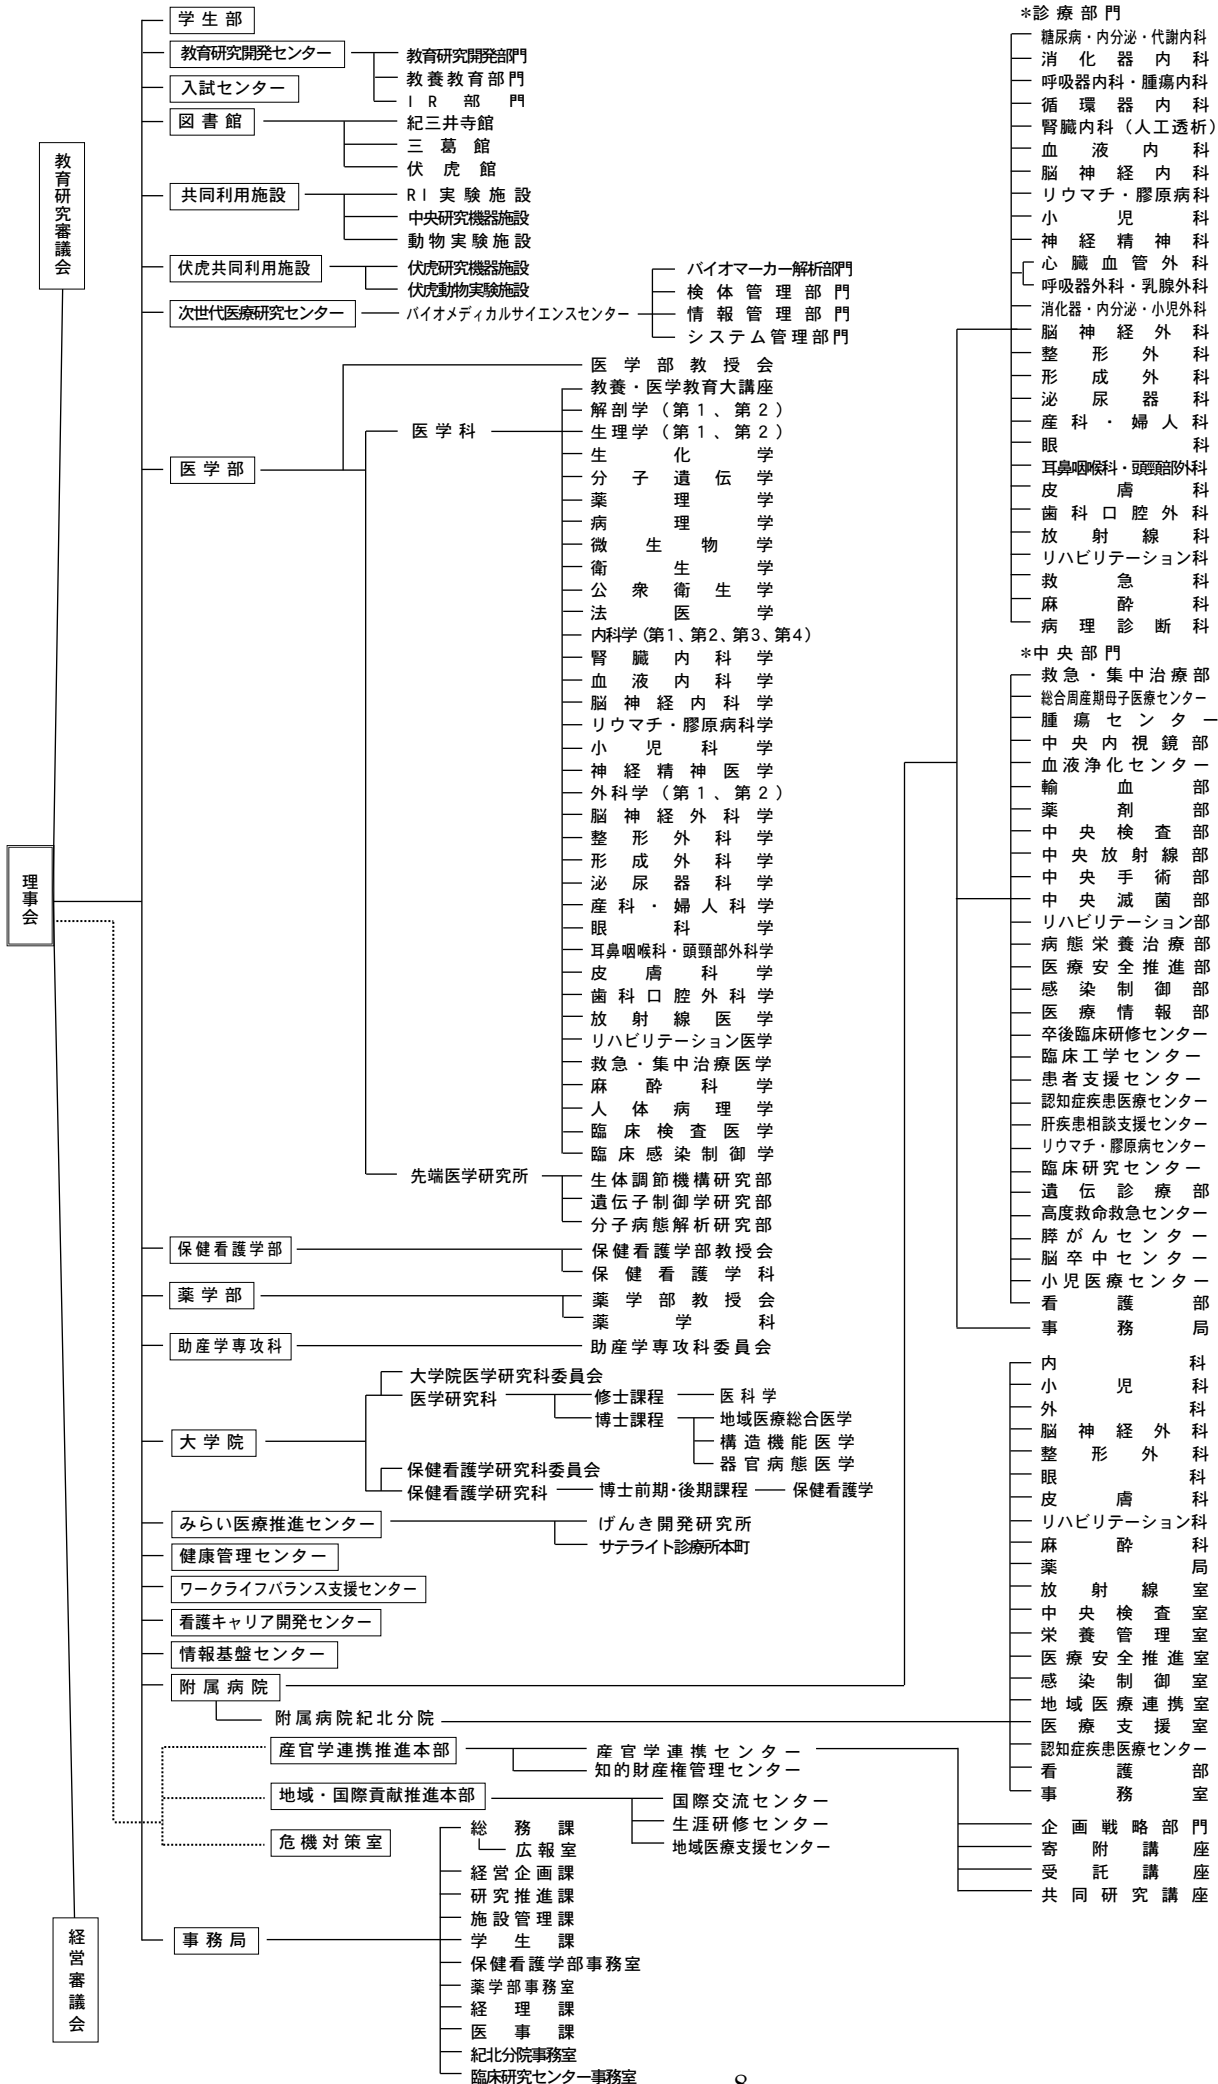 教育研究審議会
理事会
経営審議会
学生部
教育研究開発センター
教育研究開発部門
教養教育部門
IR部門
入試センター
図書館
紀三井寺館
三葛館
伏虎館
共同利用施設
RI実験施設
中央研究機器施設
動物実験施設
伏虎共同利用施設
伏虎研究機器施設
伏虎動物実験施設
次世代医療研究センター
バイオメディカルサイエンスセンター
バイオマーカー解析部門
検体管理部門
情報管理部門
システム管理部門
医学部
医学部教授会
医学科
教養・医学教育大講座
解剖学(第1、第2)
生理学(第1、第2)
生化学
分子遺伝学
薬理学
病理学
微生物学
衛生学
公衆衛生学
法医学
内科学(第1、第2、第3、第4)
腎臓内科学
血液内科学
脳神経内科学
リウマチ・膠原病科学
小児科学
神経精神医学
外科学(第1、第2)
脳神経外科学
整形外科学
形成外科学
泌尿器科学
産科・婦人科学
眼科学
耳鼻咽喉科・頭頸部外科学
皮膚科学
歯科口腔外科学
放射線医学
リハビリテーション医学
救急・集中治療医学
麻酔科学
人体病理学
臨床検査医学
臨床感染制御学
先端医学研究所
生体調節機構研究部
遺伝子制御学研究部
分子病態解析研究部
保健看護学部
保健看護学部教授会
保健看護学科
薬学部
薬学部教授会
薬学科
助産学専攻科
助産学専攻科委員会
大学院
大学院医学研究科委員会
医学研究科
修士課程
医科学
博士課程
地域医療総合医学
構造機能医学
器官病態医学
保健看護学研究科委員会
保健看護学研究科
博士前期・後期課程
保健看護学
みらい医療推進センター
げんき開発研究所
サテライト診療所本町
健康管理センター
ワークライフバランス支援センター
看護キャリア開発センター
情報基盤センター
附属病院
附属病院紀北分院
産官学連携推進本部
産官学連携センター
知的財産権管理センター
地域・国際貢献推進本部
国際交流センター
生涯研修センター
地域医療支援センター
危機対策室
事務局
総務課
広報室
経営企画課
研究推進課
施設管理課
学生課
保健看護学部事務室
薬学部事務室
経理課
医事課
紀北分院事務室
臨床研究センター事務室
*診療部門
糖尿病・内分泌・代謝内科
消化器内科
呼吸器内科・腫瘍内科
循環器内科
腎臓内科(人工透析)
血液内科
脳神経内科
リウマチ・膠原病科
小児科
神経精神科
心臓血管外科
呼吸器外科・乳腺外科
消化器・内分泌・小児外科
脳神経外科
整形外科
形成外科
泌尿器科
産科・婦人科
眼科
耳鼻咽喉科・頭頸部外科
皮膚科
歯科口腔外科
放射線科
リハビリテーション科
救急科
麻酔科
病理診断科
*中央部門
救急・集中治療部
総合周産期母子医療センター
腫瘍センター
中央内視鏡部
血液浄化センター
輸血部
薬剤部
中央検査部
中央放射線部
中央手術部
中央滅菌部
リハビリテーション部
病態栄養治療部
医療安全推進部
感染制御部
医療情報部
卒後臨床研修センター
臨床工学センター
患者支援センター
認知症疾患医療センター
肝疾患相談支援センター
リウマチ・膠原病センター
臨床研究センター
遺伝診療部
高度救命救急センター
膵がんセンター
脳卒中センター
小児医療センター
看護部
事務局
内科
小児科
外科
脳神経外科
整形外科
眼科
皮膚科
リハビリテーション科
麻酔科
薬局
放射線室
中央検査室
栄養管理室
医療安全推進室
感染制御室
地域医療連携室
医療支援室
認知症疾患医療センター
看護部
事務室
企画戦略部門
寄附講座
受託講座
共同研究講座
8